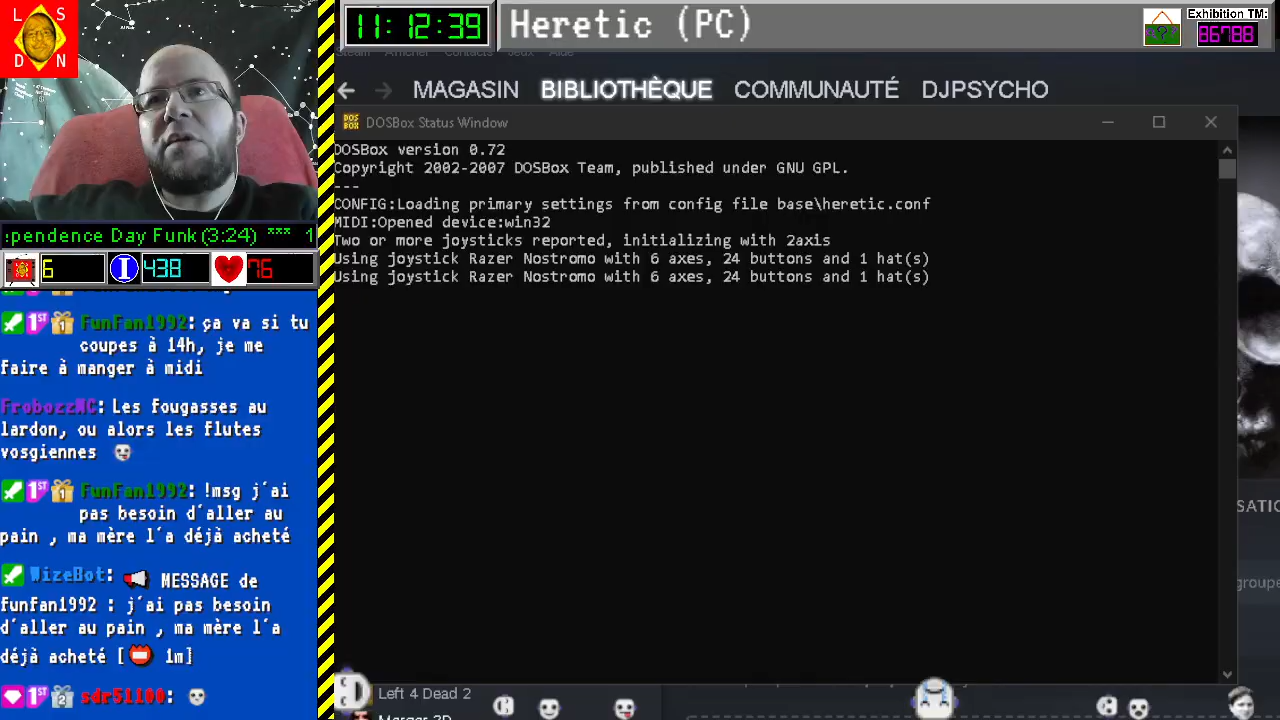 L S
D N
11:12:39
Heretic (PC)
Exhibition TM:
86788
MAGASIN BIBLIOTHÈQUE COMMUNAUTÉ DJPSYCHO
DOSBox Status Window
DOSBox version 0.72
Copyright 2002-2007 DOSBox Team, published under GNU GPL.
---
CONFIG:Loading primary settings from config file base\heretic.conf
MIDI:Opened device:win32
Two or more joysticks reported, initializing with 2axis
Using joystick Razer Nostromo with 6 axes, 24 buttons and 1 hat(s)
Using joystick Razer Nostromo with 6 axes, 24 buttons and 1 hat(s)
:pendence Day Funk(3:24) *** 1
6 438 76
FunFan1992: ça va si tu
coupes à 14h, je me
faire à manger à midi
FrobozzMC: Les fougasses au
lardon, ou alors les flutes
vosgiennes
FunFan1992: !msg j´ai
pas besoin d´aller au
pain , ma mère l´a déjà acheté
WizeBot: MESSAGE de
funfan1992 : j´ai pas besoin
d´aller au pain , ma mère l´a
déjà acheté [ 1m]
sdr51100:
Left 4 Dead 2
SATIO
groupe